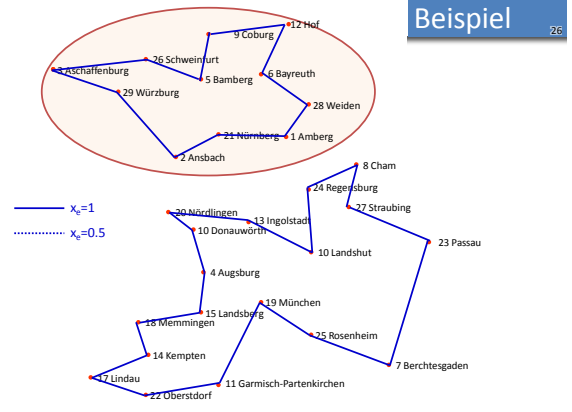 Beispiel
26
12 Hof
9 Coburg
26 Schweinfurt
3 Aschaffenburg
6 Bayreuth
5 Bamberg
29 Würzburg
28 Weiden
21 Nürnberg
1 Amberg
2 Ansbach
8 Cham
24 Regensburg
x_e=1
27 Straubing
20 Nördlingen
13 Ingolstadt
10 Donauwörth
x_e=0.5
23 Passau
10 Landshut
4 Augsburg
19 München
15 Landsberg
18 Memmingen
25 Rosenheim
14 Kempten
7 Berchtesgaden
17 Lindau
11 Garmisch-Partenkirchen
22 Oberstdorf